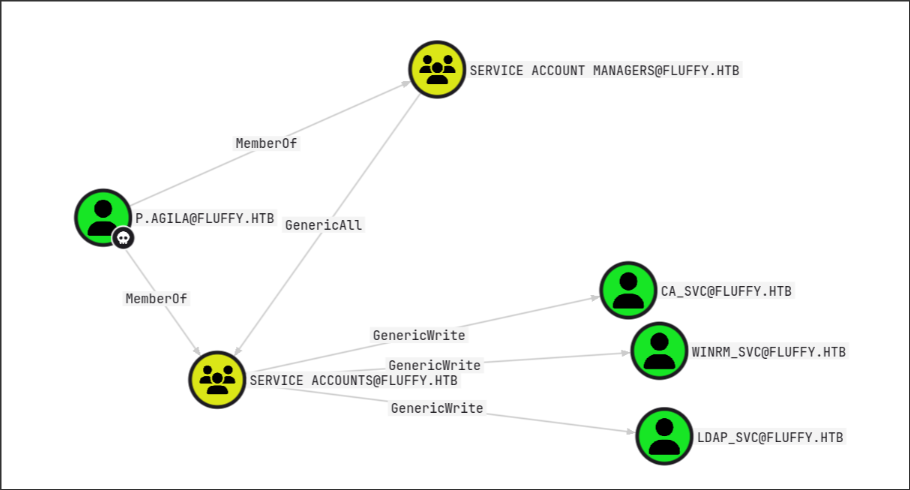 SERVICE ACCOUNT MANAGERS@FLUFFY.HTB
MemberOf
P.AGILA@FLUFFY.HTB
GenericAll
MemberOf
CA_SVC@FLUFFY.HTB
GenericWrite
WINRM_SVC@FLUFFY.HTB
GenericWrite
SERVICE ACCOUNTS@FLUFFY.HTB
GenericWrite
LDAP_SVC@FLUFFY.HTB